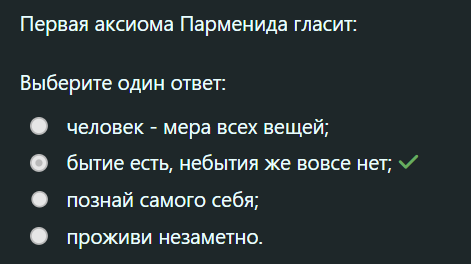 Первая аксиома Парменида гласит:
Выберите один ответ:
человек - мера всех вещей;
бытие есть, небытия же вовсе нет;
познай самого себя;
проживи незаметно.